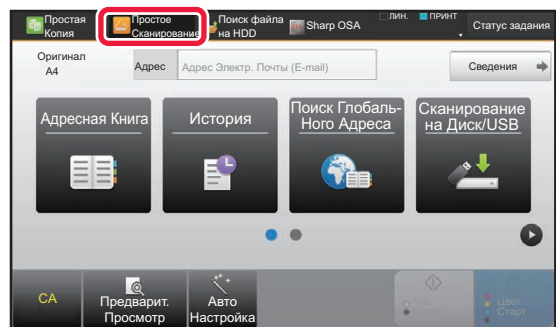 Простая
Копия
Простое
Сканирование
Поиск файла
на HDD
Sharp OSA
ЛИН.
ПРИНТ
Статус задания
Оригинал
A4
Адрес
Адрес Электр. Почты (E-mail)
Сведения
Адресная Книга
История
Поиск Глобаль-
Ного Адреса
Сканирование
на Диск/USB
CA
Предварит.
Просмотр
Авто
Настройка
Ч/Б
Старт
Цвет
Старт